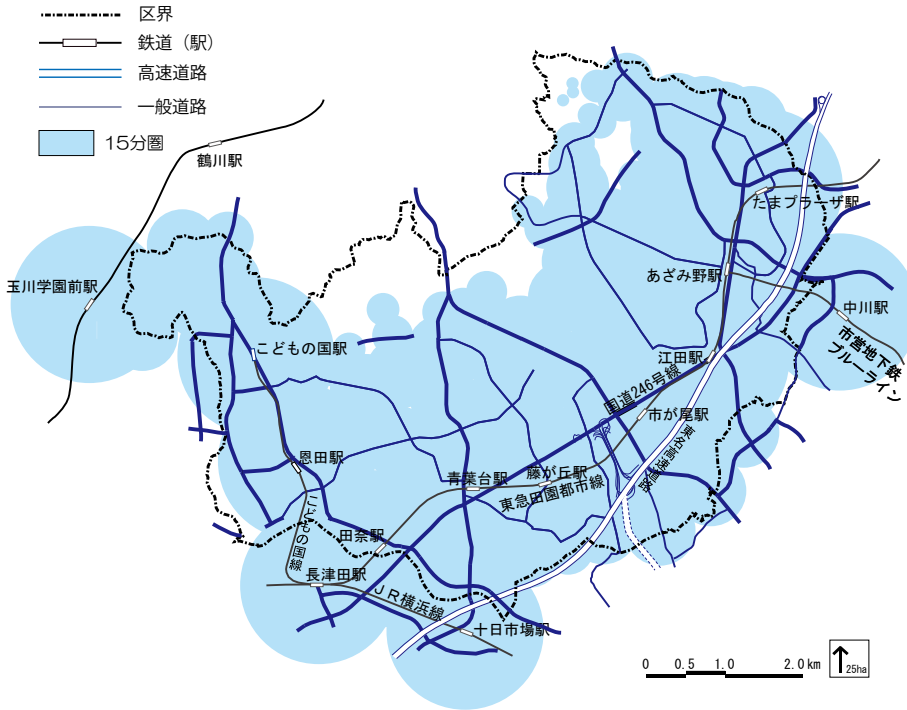 区界
鉄道（駅）
高速道路
一般道路
15分圏
鶴川駅
玉川学園前駅
たまプラーザ駅
あざみ野駅
中川駅
市営地下鉄
ブルーライン
こどもの国駅
江田駅
国道246号線
市が尾駅
東名高速道路
恩田駅
青葉台駅
藤が丘駅
東急田園都市線
こどもの国線
田奈駅
長津田駅
JR横浜線
十日市場駅
0 0.5 1.0 2.0km
25ha